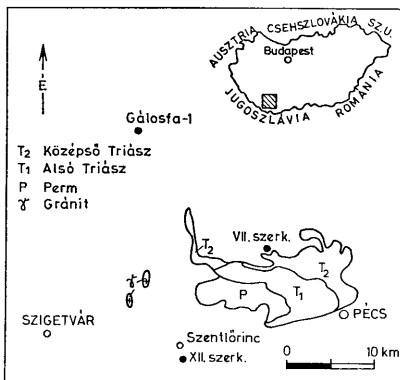 AUSZTRIA
CSEHSZLOVÁKIA
SZ.U.
Budapest
JUGOSZLÁVIA
ROMÁNIA
É
Gálosfa-1
T₂ Középső Triász
T₁ Alsó Triász
P Perm
γ Gránit
VII. szerk.
T₂
T₂
T₁
P
γ
PÉCS
SZIGETVÁR
Szentlőrinc
XII. szerk.
0 10 km